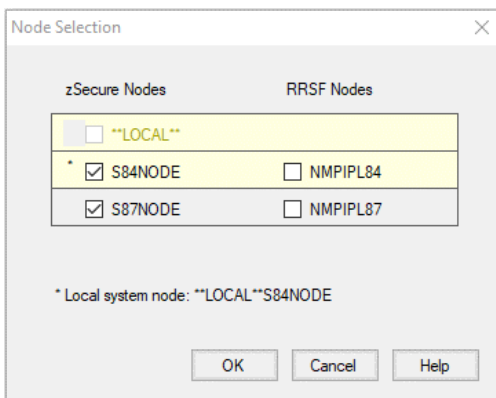 Node Selection
zSecure Nodes RRSF Nodes
**LOCAL**
* S84NODE NMPIPL84
S87NODE NMPIPL87
* Local system node: **LOCAL**S84NODE
OK Cancel Help